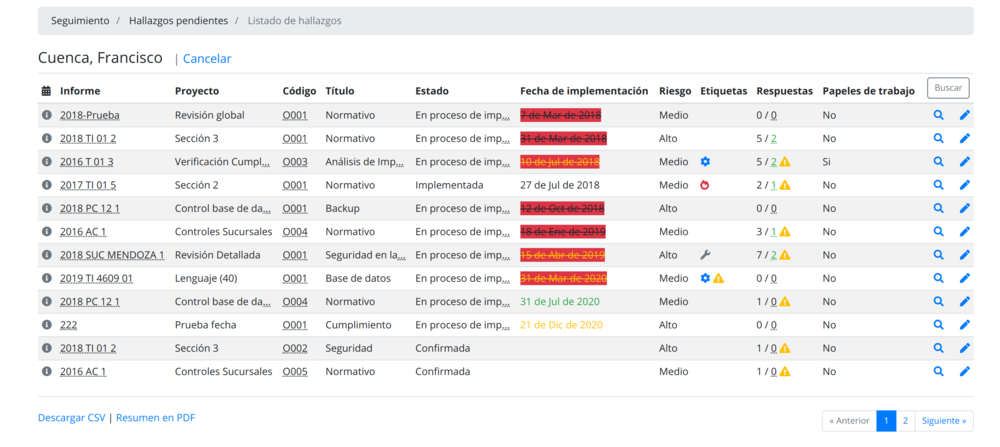 Seguimiento / Hallazgos pendientes / Listado de hallazgos
Cuenca, Francisco | Cancelar
Informe Proyecto Código Título Estado Fecha de implementación Riesgo Etiquetas Respuestas Papeles de trabajo Buscar
2018-Prueba Revisión global O001 Normativo En proceso de imp... 7 de Mar de 2018 Medio 0 / 0 No
2018 TI 01 2 Sección 3 O001 Normativo En proceso de imp... 31 de Mar de 2018 Alto 5 / 2 No
2016 T 01 3 Verificación Cumpl... O003 Análisis de Imp... En proceso de imp... 10 de Jul de 2018 Medio 5 / 2 Si
2017 TI 01 5 Sección 2 O001 Normativo Implementada 27 de Jul de 2018 Medio 2 / 1 No
2018 PC 12 1 Control base de da... O001 Backup En proceso de imp... 12 de Oct de 2018 Alto 0 / 0 No
2016 AC 1 Controles Sucursales O004 Normativo En proceso de imp... 18 de Ene de 2019 Medio 3 / 1 No
2018 SUC MENDOZA 1 Revisión Detallada O001 Seguridad en la... En proceso de imp... 15 de Abr de 2019 Alto 7 / 2 No
2019 TI 4609 01 Lenguaje (40) O001 Base de datos En proceso de imp... 31 de Mar de 2020 Medio 0 / 0 No
2018 PC 12 1 Control base de da... O004 Normativo En proceso de imp... 31 de Jul de 2020 Medio 1 / 0 No
222 Prueba fecha O001 Cumplimiento En proceso de imp... 21 de Dic de 2020 Alto 0 / 0 No
2018 TI 01 2 Sección 3 O002 Seguridad Confirmada Alto 1 / 0 No
2016 AC 1 Controles Sucursales O005 Normativo Confirmada Medio 1 / 0 No
Descargar CSV | Resumen en PDF « Anterior 1 2 Siguiente »